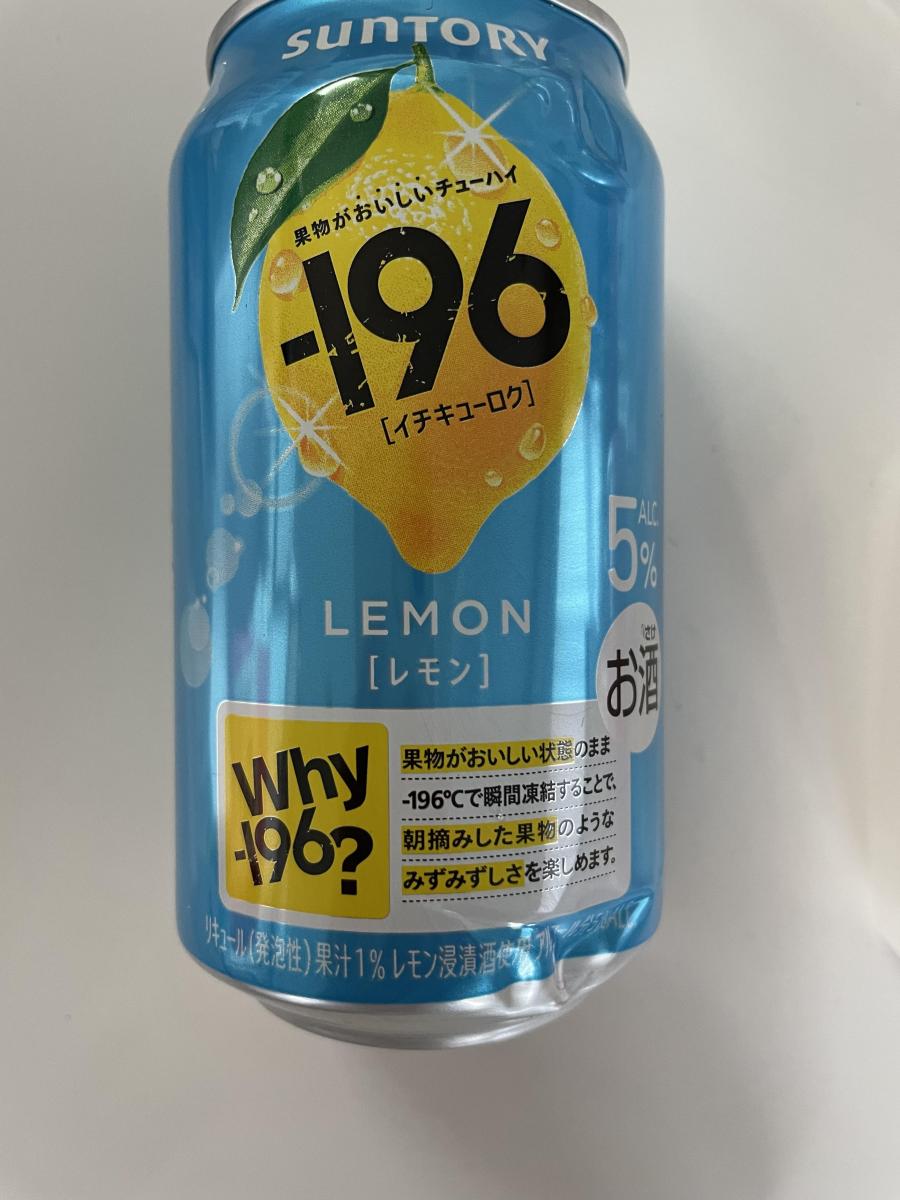 SUNTORY
果物がおいしいチューハイ
-196
[イチキューロク]
ALC.
5%
LEMON
[レモン]
さけ
お酒
Why
-196?
果物がおいしい状態のまま
-196℃で瞬間凍結することで、
朝摘みした果物のような
みずみずしさを楽しめます。
リキュール(発泡性)果汁1%レモン浸漬酒使用